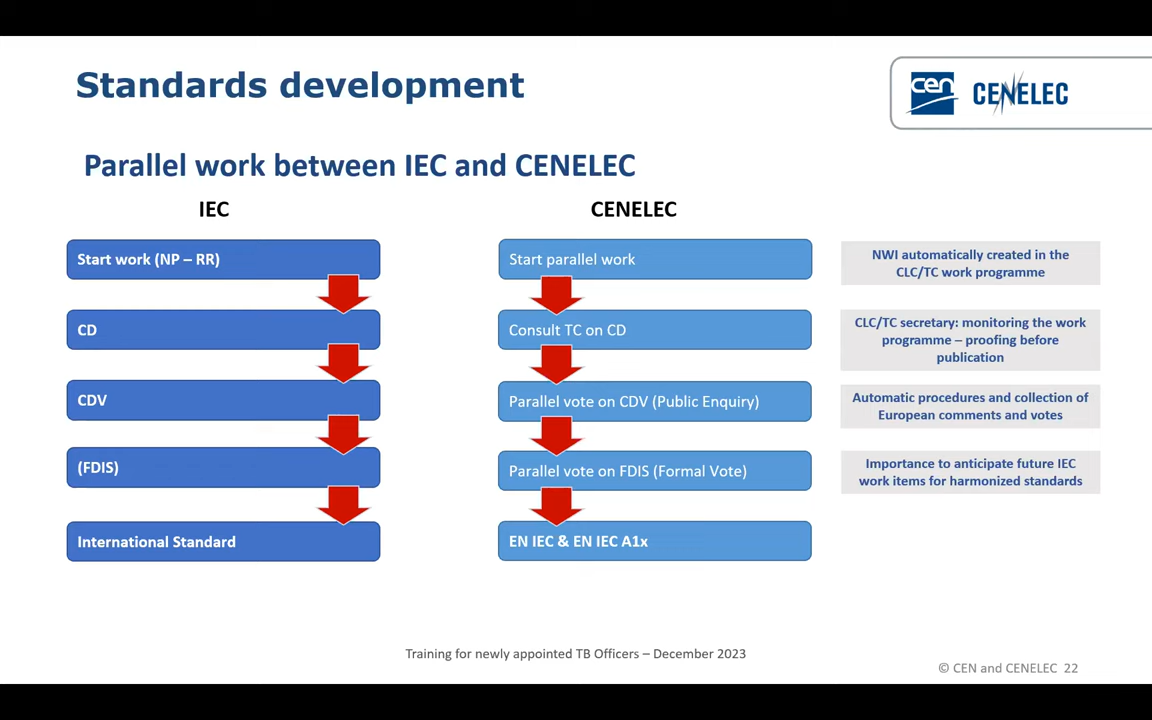 Standards development
cen CENELEC
Parallel work between IEC and CENELEC
IEC
CENELEC
Start work (NP – RR)
Start parallel work
NWI automatically created in the
CLC/TC work programme
CD
Consult TC on CD
CLC/TC secretary: monitoring the work
programme – proofing before
publication
CDV
Parallel vote on CDV (Public Enquiry)
Automatic procedures and collection of
European comments and votes
(FDIS)
Parallel vote on FDIS (Formal Vote)
Importance to anticipate future IEC
work items for harmonized standards
International Standard
EN IEC & EN IEC A1x
Training for newly appointed TB Officers – December 2023
© CEN and CENELEC 22